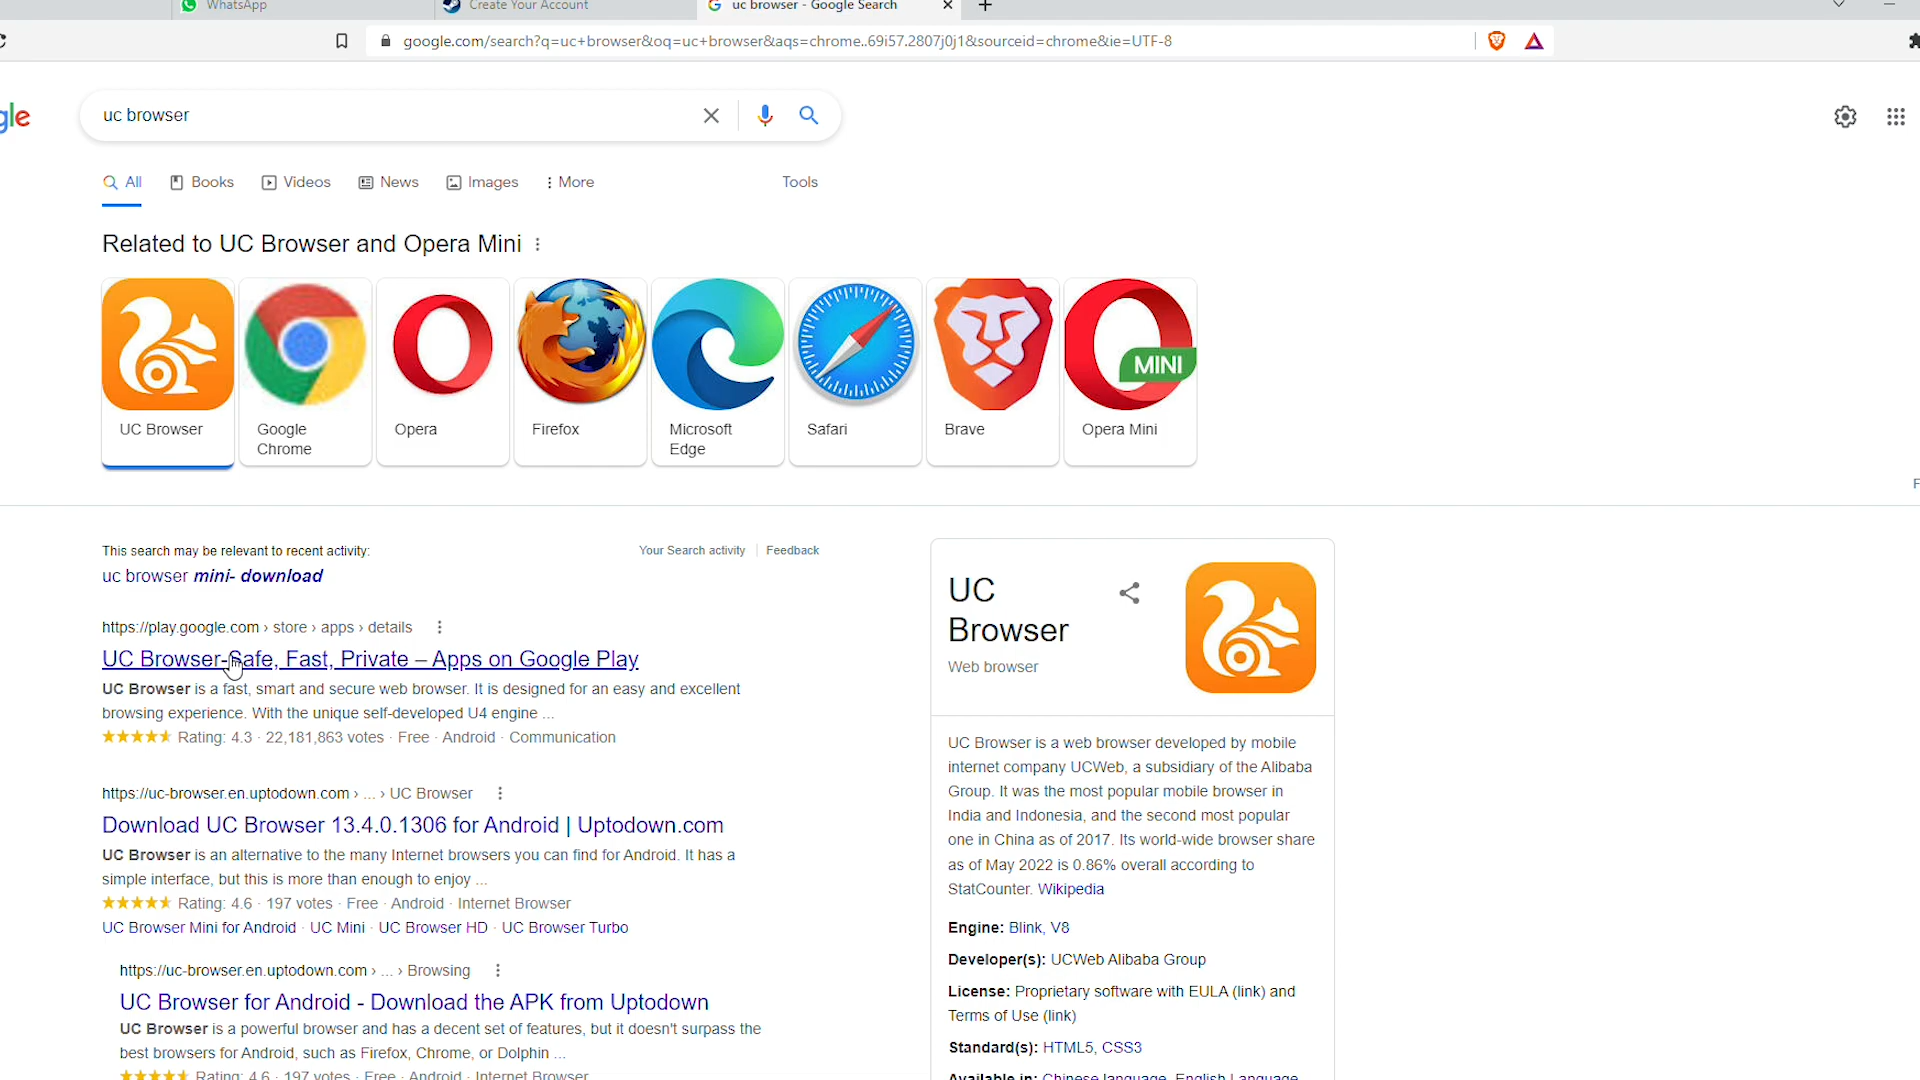 WhatsApp
Create Your Account
uc browser - Google Search
google.com/search?q=uc+browser&oq=uc+browser&aqs=chrome..69i57.2807j0j1&sourceid=chrome&ie=UTF-8
gle
uc browser
All
Books
Videos
News
Images
More
Tools
Related to UC Browser and Opera Mini
MINI
UC Browser
Google
Chrome
Opera
Firefox
Microsoft
Edge
Safari
Brave
Opera Mini
F
This search may be relevant to recent activity:
Your Search activity
Feedback
uc browser mini- download
https://play.google.com › store › apps › details
UC Browser-Safe, Fast, Private – Apps on Google Play
UC Browser is a fast, smart and secure web browser. It is designed for an easy and excellent
browsing experience. With the unique self-developed U4 engine ...
Rating: 4.3 · 22,181,863 votes · Free · Android · Communication
https://uc-browser.en.uptodown.com › ... › UC Browser
Download UC Browser 13.4.0.1306 for Android | Uptodown.com
UC Browser is an alternative to the many Internet browsers you can find for Android. It has a
simple interface, but this is more than enough to enjoy ...
Rating: 4.6 · 197 votes · Free · Android · Internet Browser
UC Browser Mini for Android · UC Mini · UC Browser HD · UC Browser Turbo
https://uc-browser.en.uptodown.com › ... › Browsing
UC Browser for Android - Download the APK from Uptodown
UC Browser is a powerful browser and has a decent set of features, but it doesn't surpass the
best browsers for Android, such as Firefox, Chrome, or Dolphin ...
Rating: 4.6 · 197 votes · Free · Android · Internet Browser
UC
Browser
Web browser
UC Browser is a web browser developed by mobile
internet company UCWeb, a subsidiary of the Alibaba
Group. It was the most popular mobile browser in
India and Indonesia, and the second most popular
one in China as of 2017. Its world-wide browser share
as of May 2022 is 0.86% overall according to
StatCounter. Wikipedia
Engine: Blink, V8
Developer(s): UCWeb Alibaba Group
License: Proprietary software with EULA (link) and
Terms of Use (link)
Standard(s): HTML5, CSS3
Available in: Chinese language, English Language